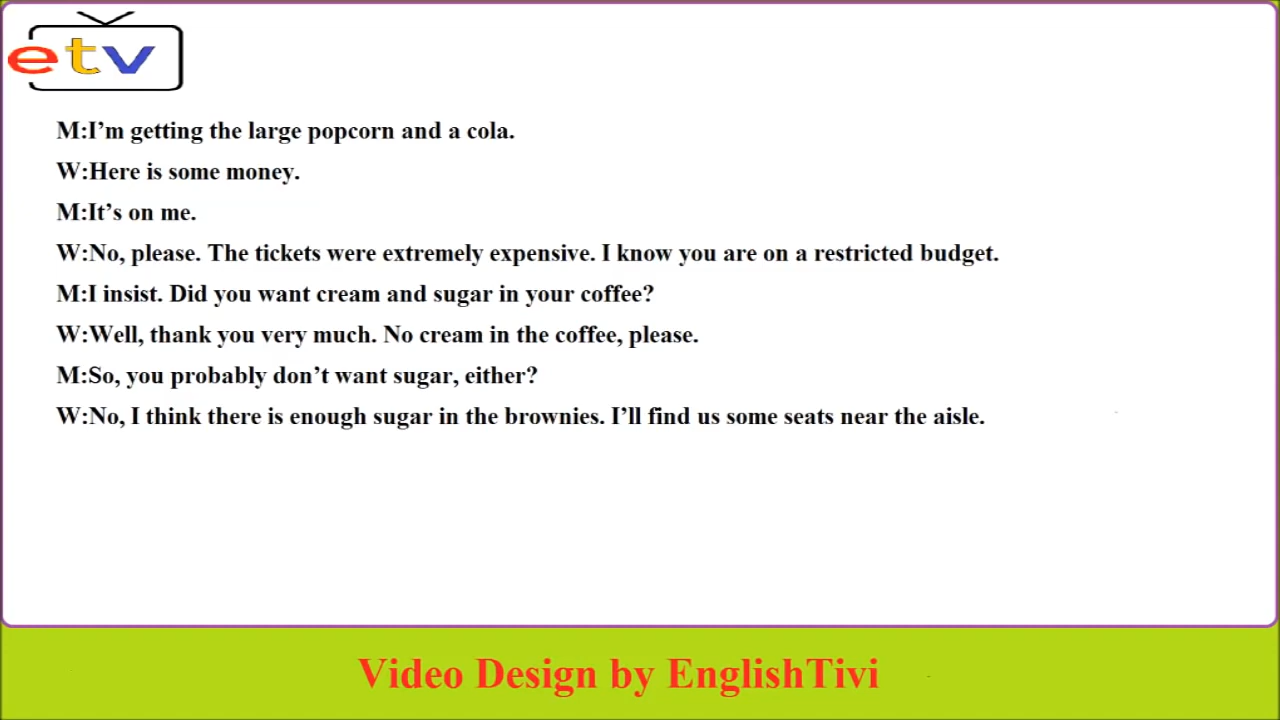 etv
M:I'm getting the large popcorn and a cola.
W:Here is some money.
M:It's on me.
W:No, please. The tickets were extremely expensive. I know you are on a restricted budget.
M:I insist. Did you want cream and sugar in your coffee?
W:Well, thank you very much. No cream in the coffee, please.
M:So, you probably don't want sugar, either?
W:No, I think there is enough sugar in the brownies. I'll find us some seats near the aisle.
Video Design by EnglishTivi